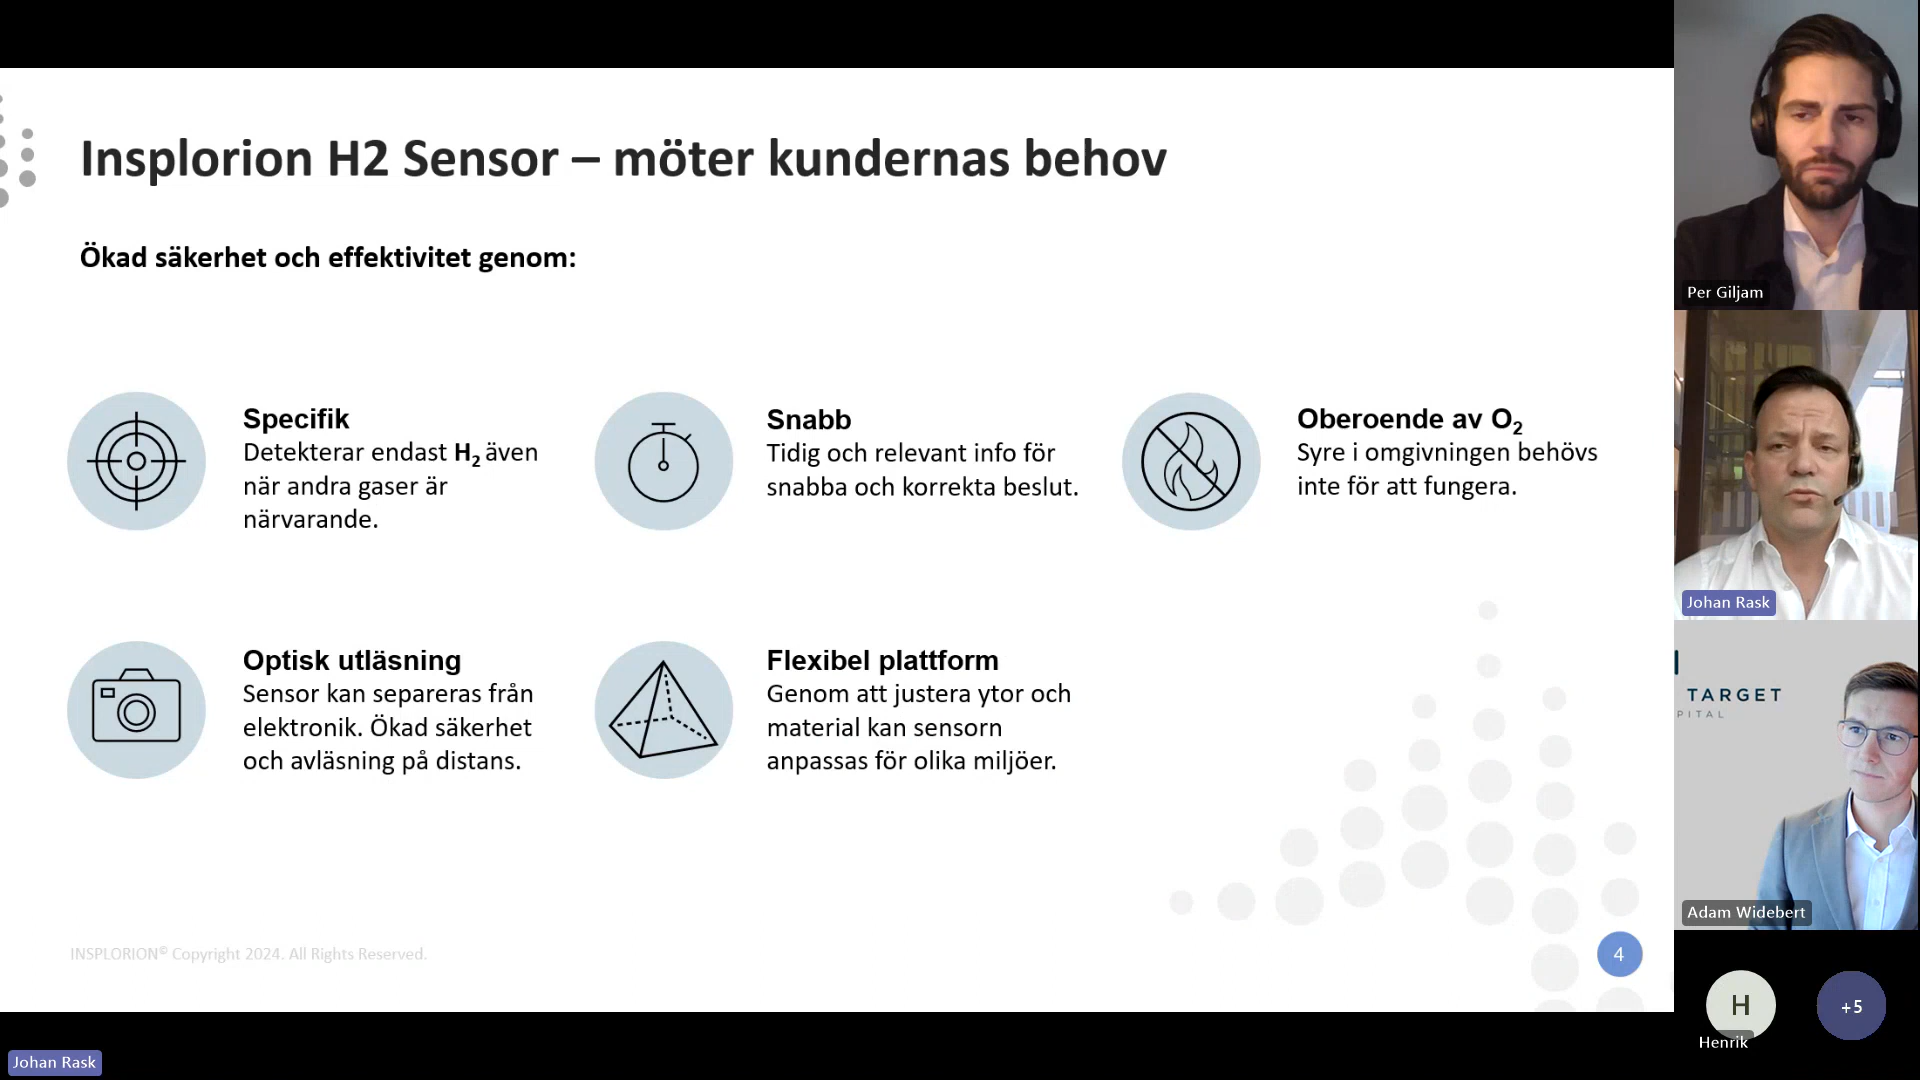 Insplorion H2 Sensor – möter kundernas behov
Ökad säkerhet och effektivitet genom:
Specifik
Detekterar endast H₂ även
när andra gaser är
närvarande.
Snabb
Tidig och relevant info för
snabba och korrekta beslut.
Oberoende av O₂
Syre i omgivningen behövs
inte för att fungera.
Optisk utläsning
Sensor kan separeras från
elektronik. Ökad säkerhet
och avläsning på distans.
Flexibel plattform
Genom att justera ytor och
material kan sensorn
anpassas för olika miljöer.
INSPLORION© Copyright 2024. All Rights Reserved.
4
Johan Rask
Per Giljam
Johan Rask
TARGET
PITAL
Adam Widebert
H
Henrik
+5